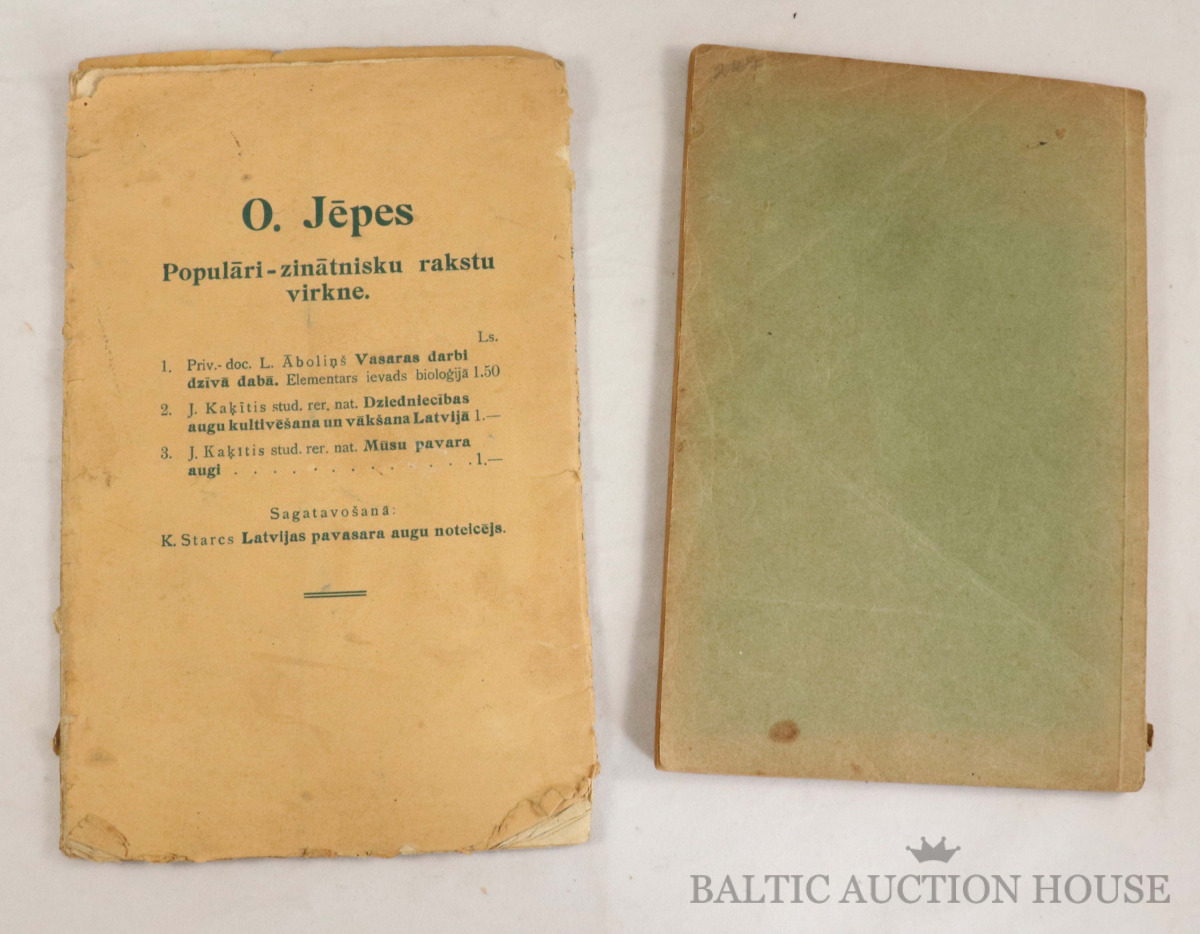 O. Jēpes
Populāri-zinātnisku rakstu
virkne.
Ls.
1. Priv.-doc. L. Āboliņš Vasaras darbi
dzīvā dabā. Elementars ievads bioloģijā 1.50
2. J. Kaķītis stud. rer. nat. Dziedniecības
augu kultivēšana un vākšana Latvijā 1.—
3. J. Kaķītis stud. rer. nat. Mūsu pavara
augi . . . . . . . . . . . . . 1.—
Sagatavošanā:
K. Starcs Latvijas pavasara augu noteicējs.
BALTIC AUCTION HOUSE